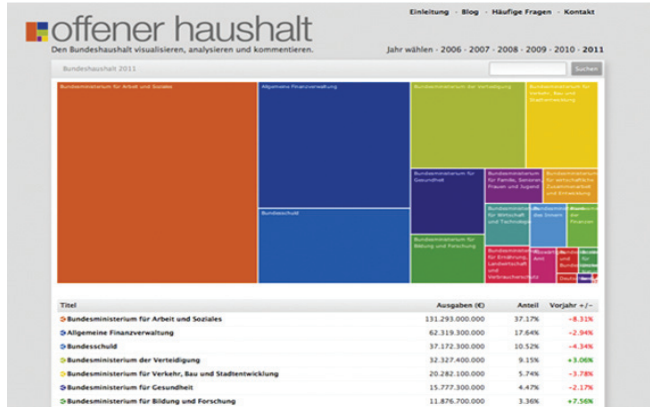 Einleitung - Blog - Häufige Fragen - Kontakt
offener haushalt
Den Bundeshaushalt visualisieren, analysieren und kommentieren.
Jahr wählen - 2006 - 2007 - 2008 - 2009 - 2010 - 2011
Bundeshaushalt 2011
Suchen
Bundesministerium für Arbeit und Soziales
Allgemeine Finanzverwaltung
Bundesministerium der Verteidigung
Bundesministerium für
Verkehr, Bau und
Stadtentwicklung
Bundesministerium für
Gesundheit
Bundesministerium
für Familie, Senioren,
Frauen und Jugend
Bundesministerium
für wirtschaftliche
Zusammenarbeit
und Entwicklung
Bundesschuld
Bundesministerium
für Wirtschaft
und Technologie
des Innern
der
Finanzen
Bundesministerium für
Bildung und Forschung
Bundesministerium
für Ernährung,
Landwirtschaft
und
Verbraucherschutz
Amt
und
für
Titel Ausgaben (€) Anteil Vorjahr +/-
Bundesministerium für Arbeit und Soziales 131.293.000.000 37.17% -8.31%
Allgemeine Finanzverwaltung 62.319.300.000 17.64% -2.94%
Bundesschuld 37.172.300.000 10.52% -4.34%
Bundesministerium der Verteidigung 32.327.400.000 9.15% +3.06%
Bundesministerium für Verkehr, Bau und Stadtentwicklung 20.282.100.000 5.74% -3.78%
Bundesministerium für Gesundheit 15.777.300.000 4.47% -2.17%
Bundesministerium für Bildung und Forschung 11.876.700.000 3.36% +7.56%